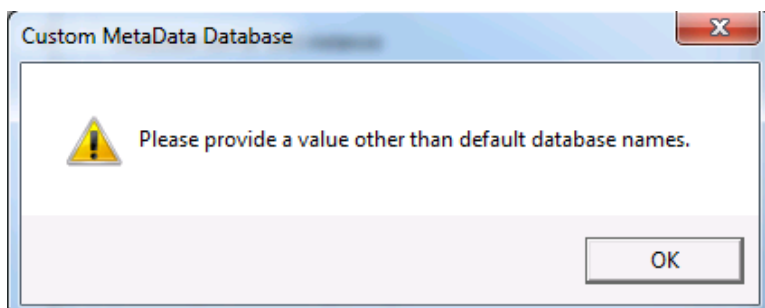 Custom MetaData Database
Please provide a value other than default database names.
OK